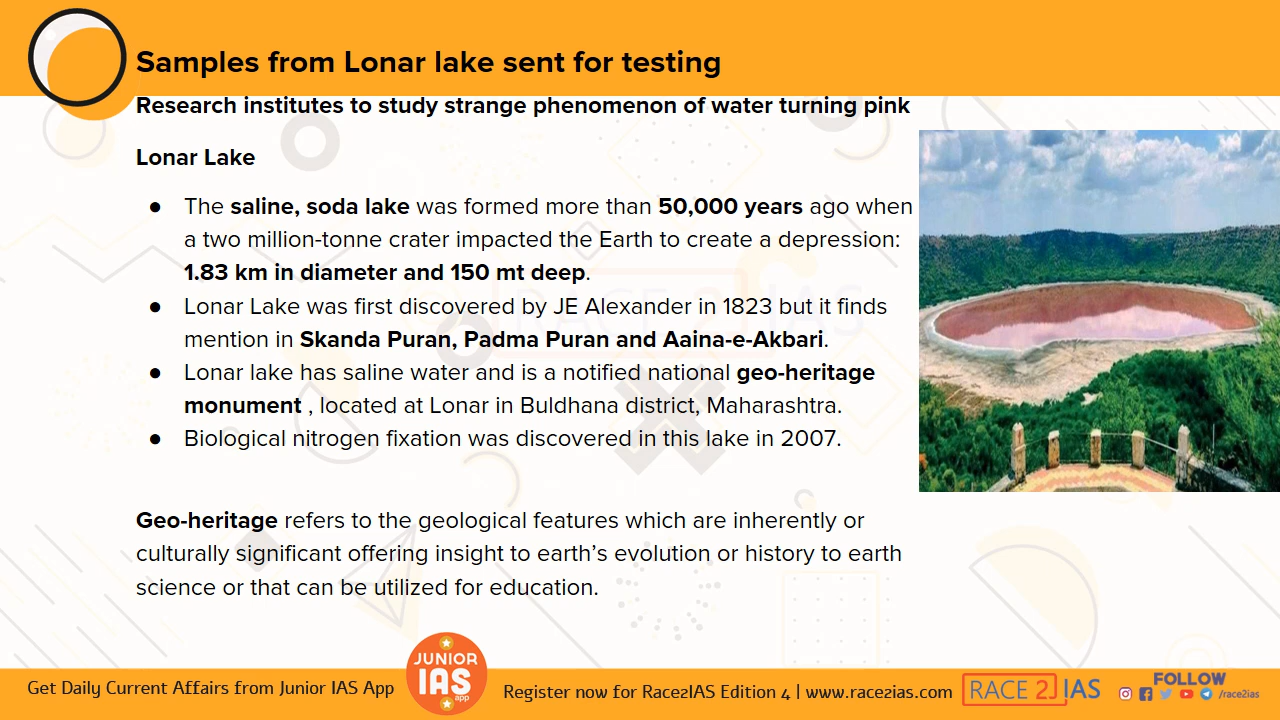 Samples from Lonar lake sent for testing
Research institutes to study strange phenomenon of water turning pink
Lonar Lake
● The saline, soda lake was formed more than 50,000 years ago when
a two million-tonne crater impacted the Earth to create a depression:
1.83 km in diameter and 150 mt deep.
● Lonar Lake was first discovered by JE Alexander in 1823 but it finds
mention in Skanda Puran, Padma Puran and Aaina-e-Akbari.
● Lonar lake has saline water and is a notified national geo-heritage
monument , located at Lonar in Buldhana district, Maharashtra.
● Biological nitrogen fixation was discovered in this lake in 2007.
Geo-heritage refers to the geological features which are inherently or
culturally significant offering insight to earth’s evolution or history to earth
science or that can be utilized for education.
RACE 2 IAS
Get Daily Current Affairs from Junior IAS App
JUNIOR
IAS
app
Register now for Race2IAS Edition 4 | www.race2ias.com
RACE 2 IAS
FOLLOW
/race2ias